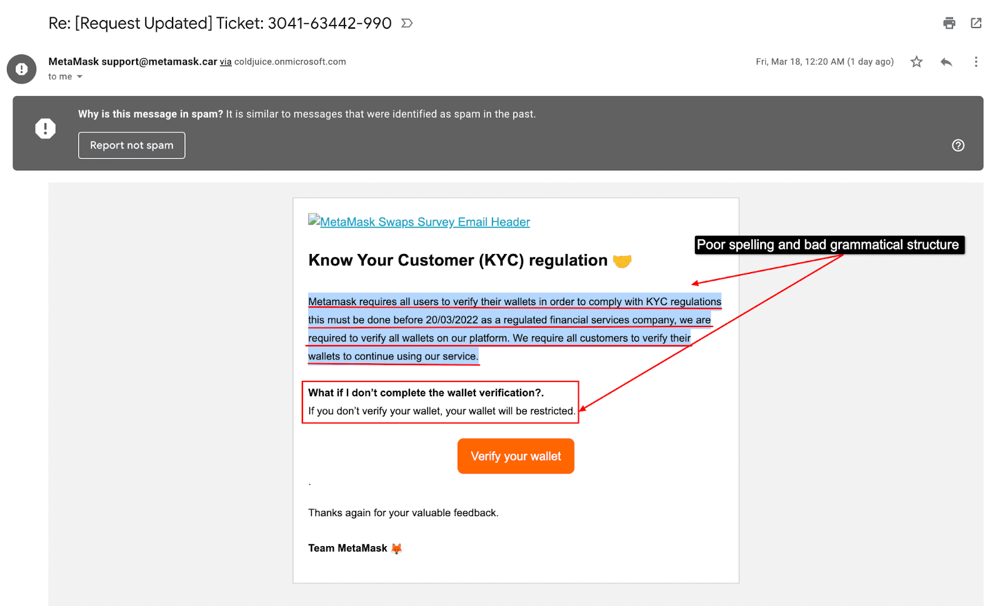 Re: [Request Updated] Ticket: 3041-63442-990
MetaMask support@metamask.car via coldjuice.onmicrosoft.com
Fri, Mar 18, 12:20 AM (1 day ago)
to me
Why is this message in spam? It is similar to messages that were identified as spam in the past.
Report not spam
MetaMask Swaps Survey Email Header
Poor spelling and bad grammatical structure
Know Your Customer (KYC) regulation 🤝
Metamask requires all users to verify their wallets in order to comply with KYC regulations
this must be done before 20/03/2022 as a regulated financial services company, we are
required to verify all wallets on our platform. We require all customers to verify their
wallets to continue using our service.
What if I don’t complete the wallet verification?.
If you don’t verify your wallet, your wallet will be restricted.
Verify your wallet
.
Thanks again for your valuable feedback.
Team MetaMask 🦊